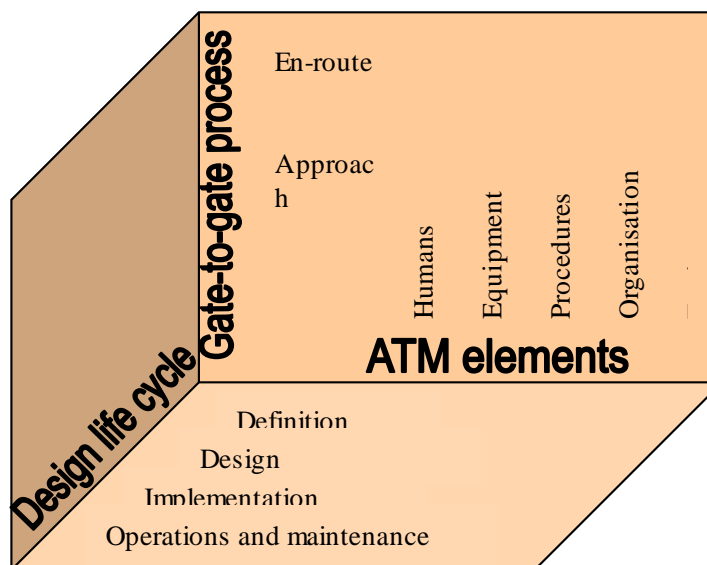 En-route
Gate-to-gate process
Approac
h
Humans
Equipment
Procedures
Organisation
ATM elements
Design life cycle
Definition
Design
Implementation
Operations and maintenance